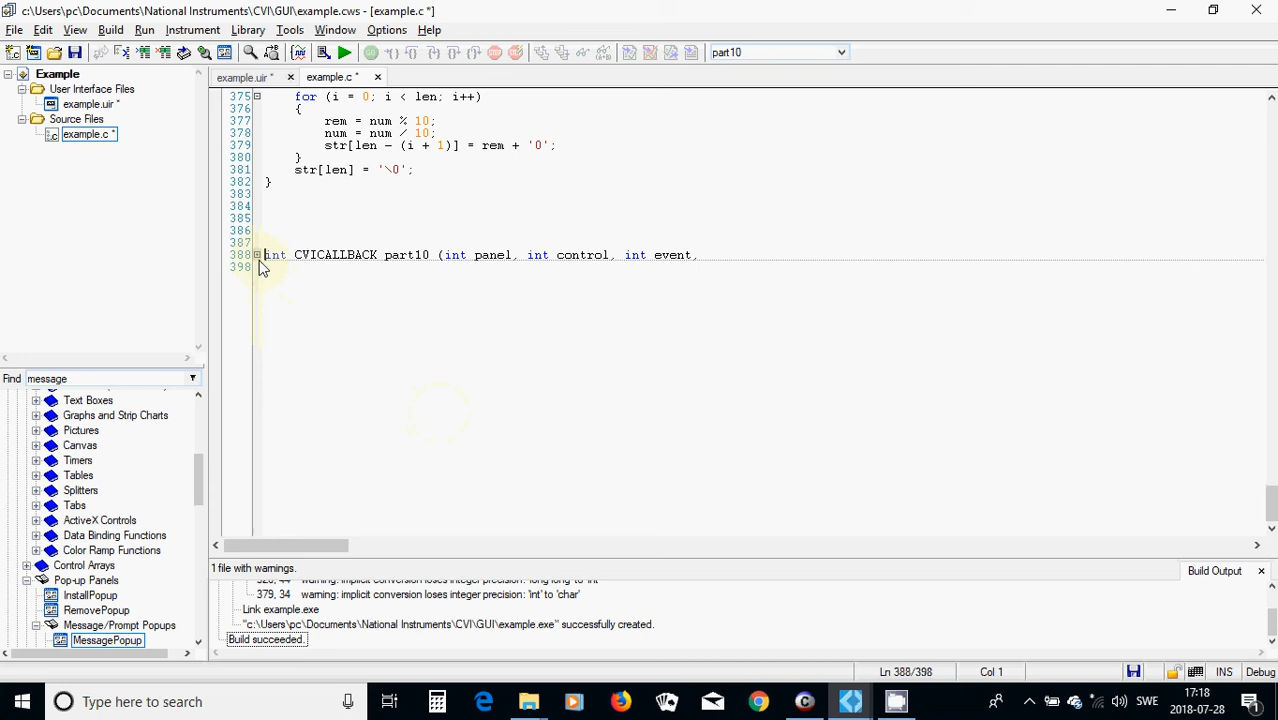 c:\Users\pc\Documents\National Instruments\CVI\GUI\example.cws - [example.c *]
File Edit View Build Run Instrument Library Tools Window Options Help
part10
Example
User Interface Files
example.uir *
Source Files
example.c *
example.uir * example.c *
375 for (i = 0; i < len; i++)
376 {
377 rem = num % 10;
378 num = num / 10;
379 str[len - (i + 1)] = rem + '0';
380 }
381 str[len] = '\0';
382 }
383
384
385
386
387
388 int CVICALLBACK part10 (int panel, int control, int event,
398
Find message
Text Boxes
Graphs and Strip Charts
Pictures
Canvas
Timers
Tables
Splitters
Tabs
ActiveX Controls
Data Binding Functions
Color Ramp Functions
Control Arrays
Pop-up Panels
InstallPopup
RemovePopup
Message/Prompt Popups
MessagePopup
1 file with warnings.
Build Output
379, 34 warning: implicit conversion loses integer precision: 'int' to 'char'
Link example.exe
"c:\Users\pc\Documents\National Instruments\CVI\GUI\example.exe" successfully created.
Build succeeded.
Ln 388/398 Col 1 INS Debug
Type here to search
SWE
17:18
2018-07-28